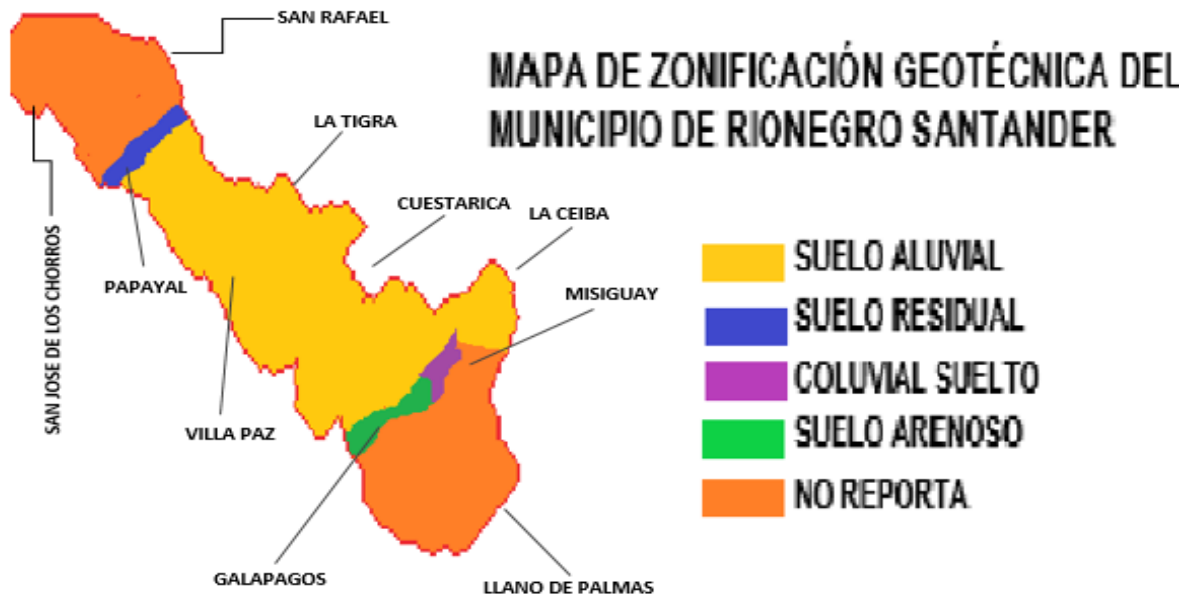 SAN RAFAEL
MAPA DE ZONIFICACIÓN GEOTÉCNICA DEL
MUNICIPIO DE RIONEGRO SANTANDER
LA TIGRA
CUESTARICA
LA CEIBA
PAPAYAL
MISIGUAY
SAN JOSE DE LOS CHORROS
VILLA PAZ
GALAPAGOS
LLANO DE PALMAS
SUELO ALUVIAL
SUELO RESIDUAL
COLUVIAL SUELTO
SUELO ARENOSO
NO REPORTA